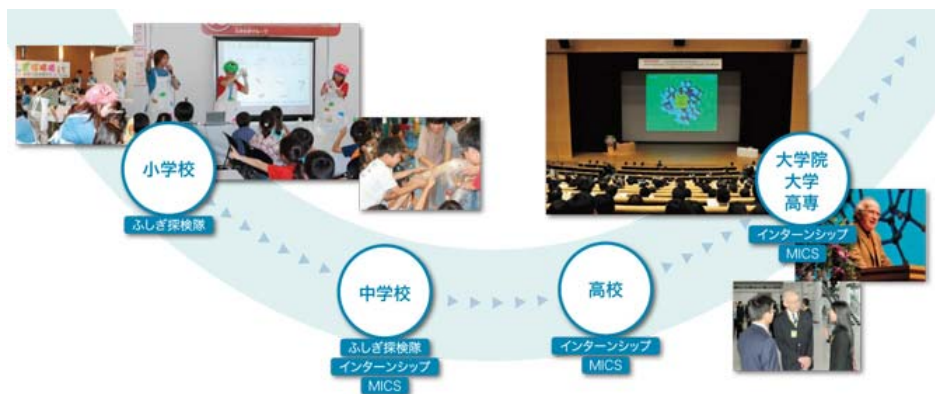 小学校
ふしぎ探検隊
中学校
ふしぎ探検隊
インターンシップ
MICS
高校
インターンシップ
MICS
大学院
大学
高専
インターンシップ
MICS